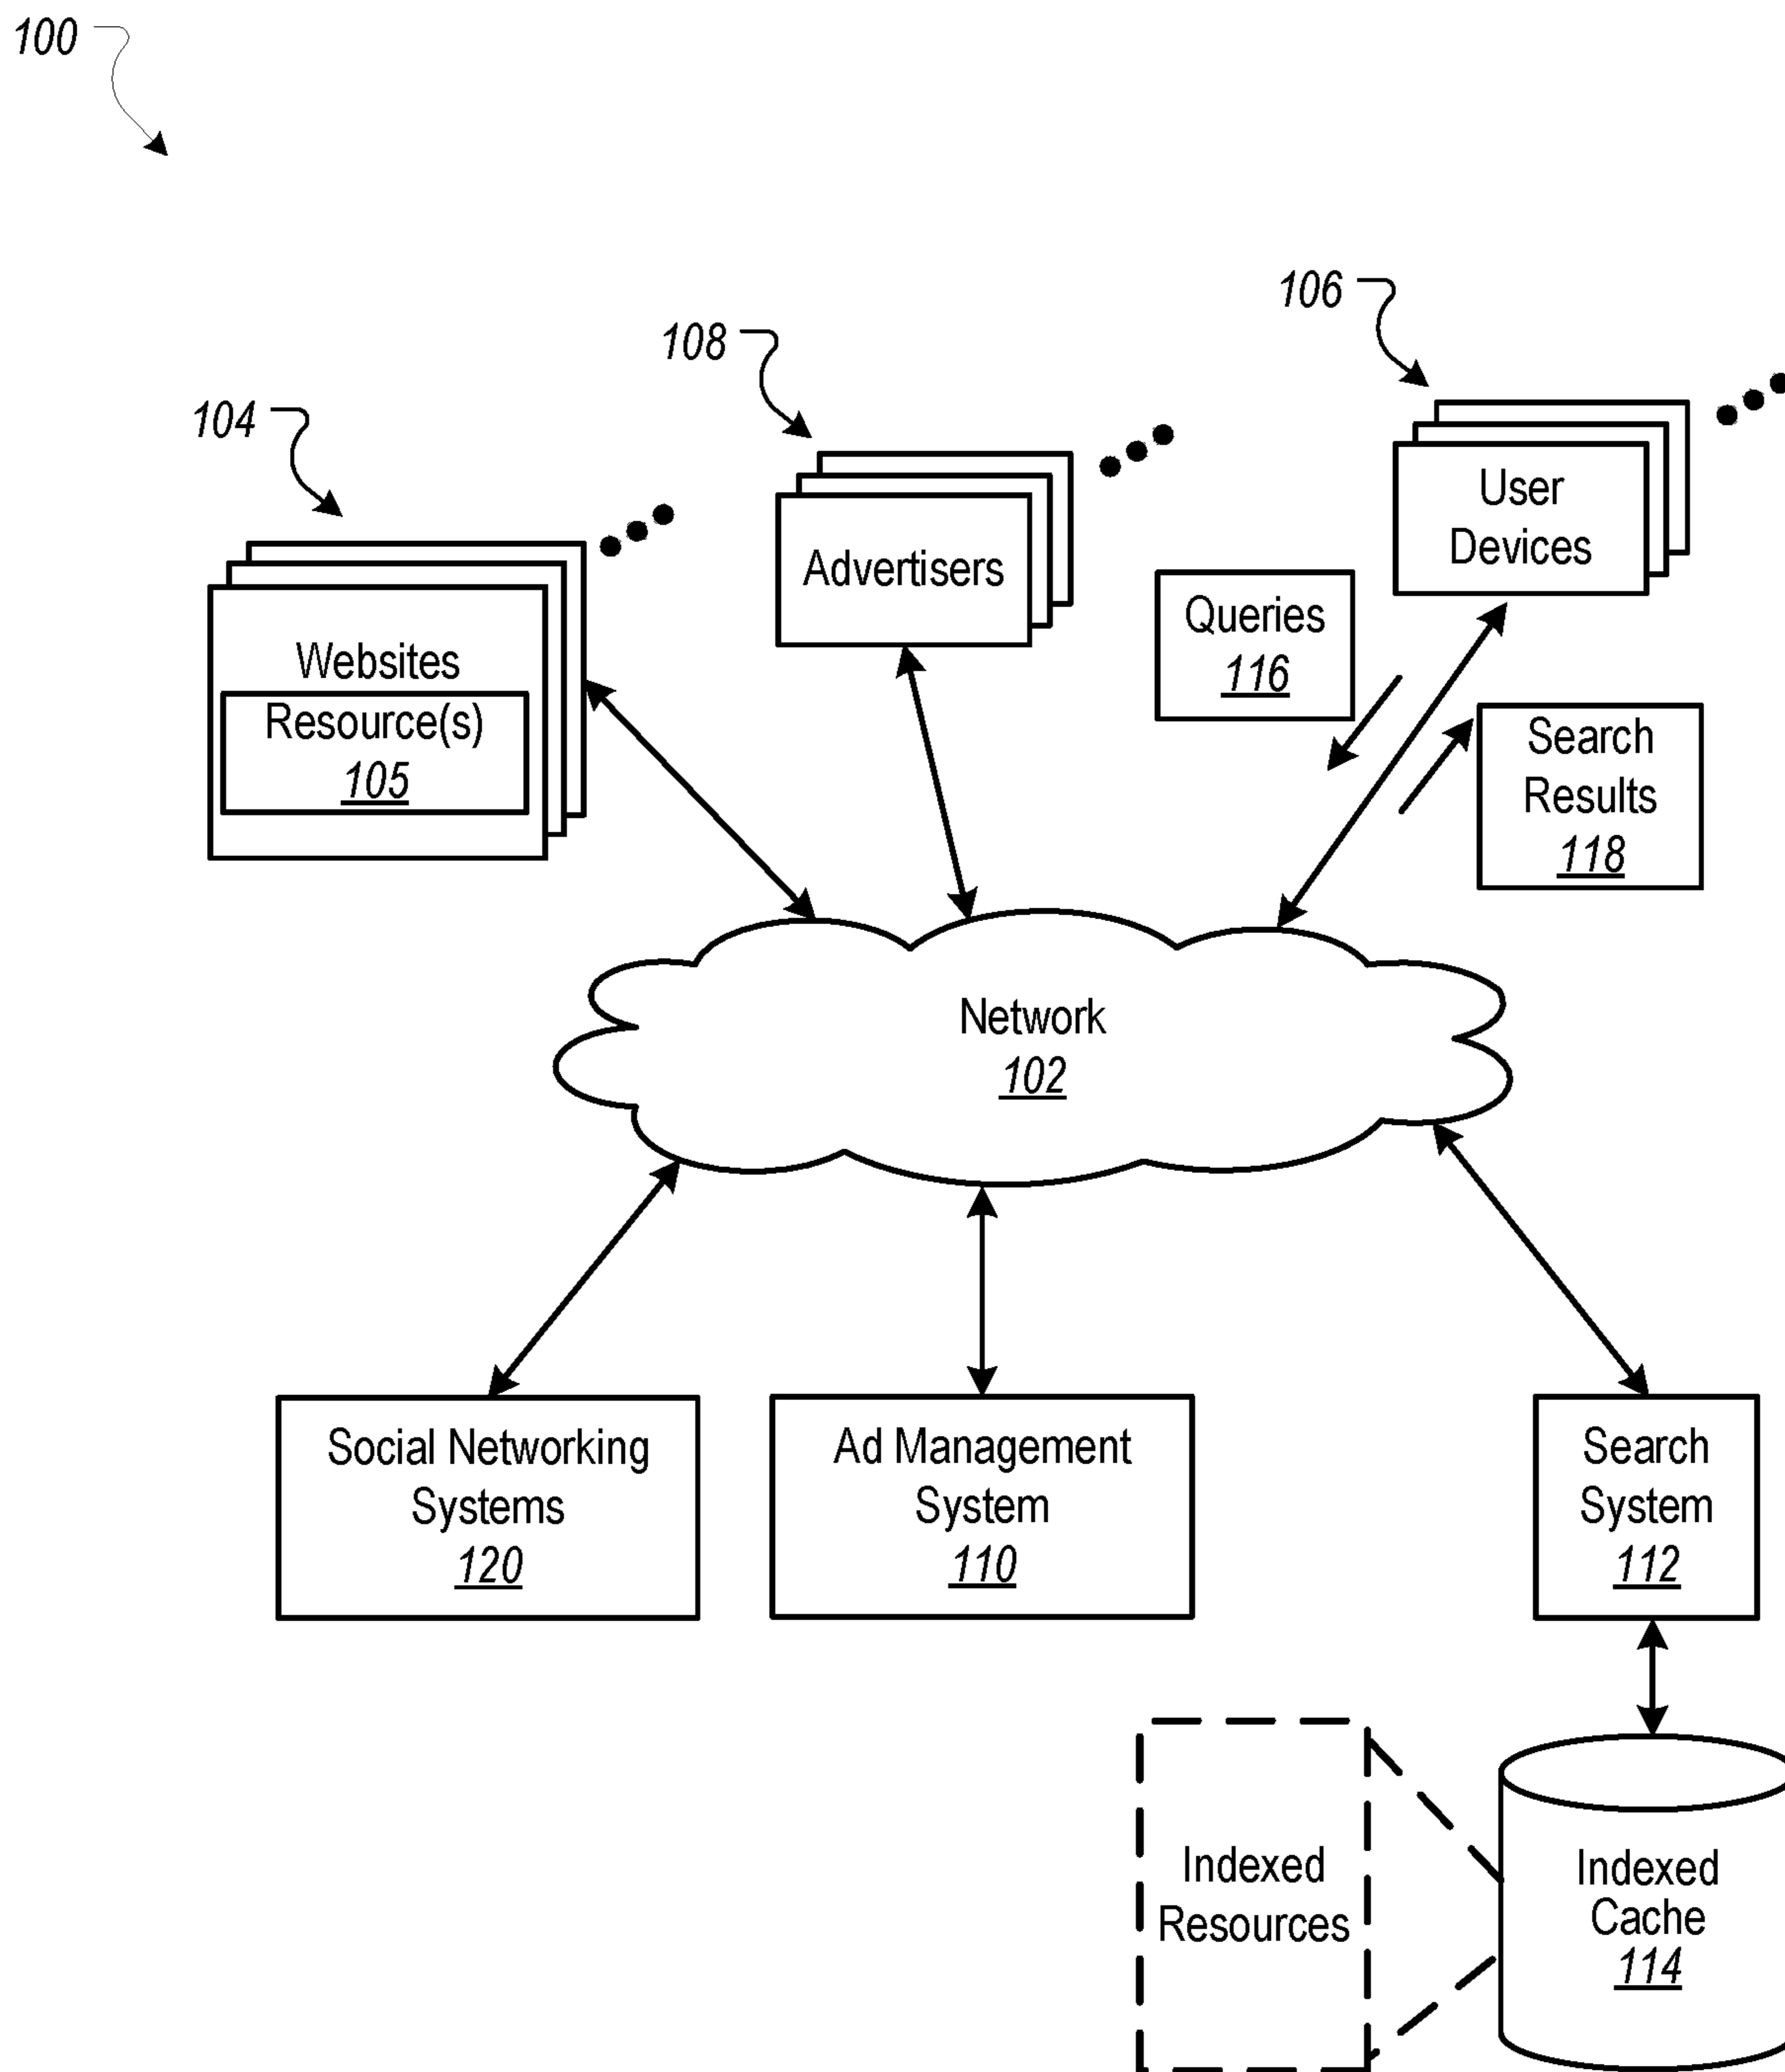 100
106
108
104
User
Devices
Advertisers
Queries
116
Websites
Resource(s)
105
Search
Results
118
Network
102
Social Networking
Systems
120
Ad Management
System
110
Search
System
112
Indexed
Resources
Indexed
Cache
114